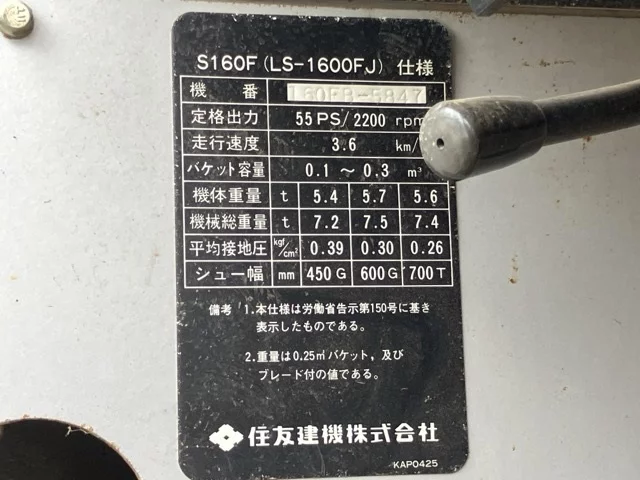 S160F (LS-1600FJ) 仕様
機番 160F8-5847
定格出力 55PS/2200 rpm
走行速度 3.6 km/
バケット容量 0.1 ～ 0.3 m³
機体重量 t 5.4 5.7 5.6
機械総重量 t 7.2 7.5 7.4
平均接地圧 kgf/cm² 0.39 0.30 0.26
シュー幅 mm 450G 600G 700T
備考 1.本仕様は労働省告示第150号に基き
表示したものである。
2.重量は0.25㎥バケット，及び
ブレード付の値である。
住友建機株式会社
KAP0425